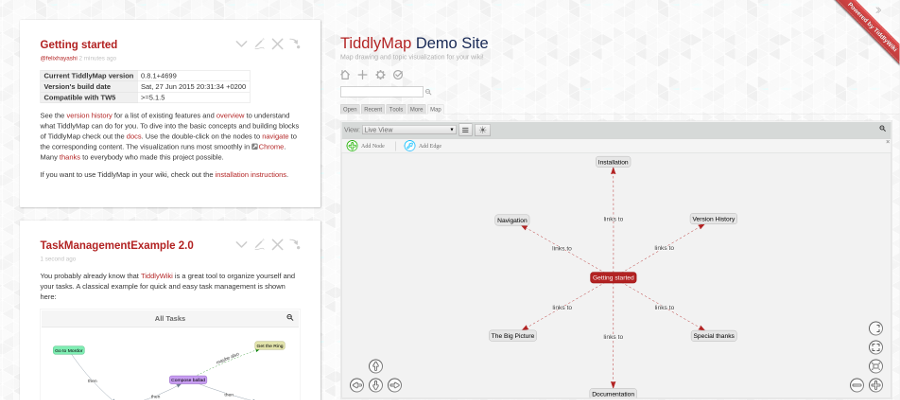 Getting started
@felixhayashi 2 minutes ago
Current TiddlyMap version 0.8.1+4699
Version's build date Sat, 27 Jun 2015 20:31:34 +0200
Compatible with TW5 >=5.1.5
See the version history for a list of existing features and overview to understand
what TiddlyMap can do for you. To dive into the basic concepts and building blocks
of TiddlyMap check out the docs. Use the double-click on the nodes to navigate to
the corresponding content. The visualization runs most smoothly in Chrome.
Many thanks to everybody who made this project possible.
If you want to use TiddlyMap in your wiki, check out the installation instructions.
TaskManagementExample 2.0
1 second ago
You probably already know that TiddlyWiki is a great tool to organize yourself and
your tasks. A classical example for quick and easy task management is shown
here:
All Tasks
Go to Mordor
Get the Ring
maybe also
Compose ballad
then
then
then
TiddlyMap Demo Site
Map drawing and topic visualization for your wiki!
Open Recent Tools More Map
View: Live View
Add Node Add Edge
Installation
links to
Navigation
Version History
links to
links to
Getting started
links to
links to
The Big Picture
Special thanks
links to
Documentation
Powered by TiddlyWiki